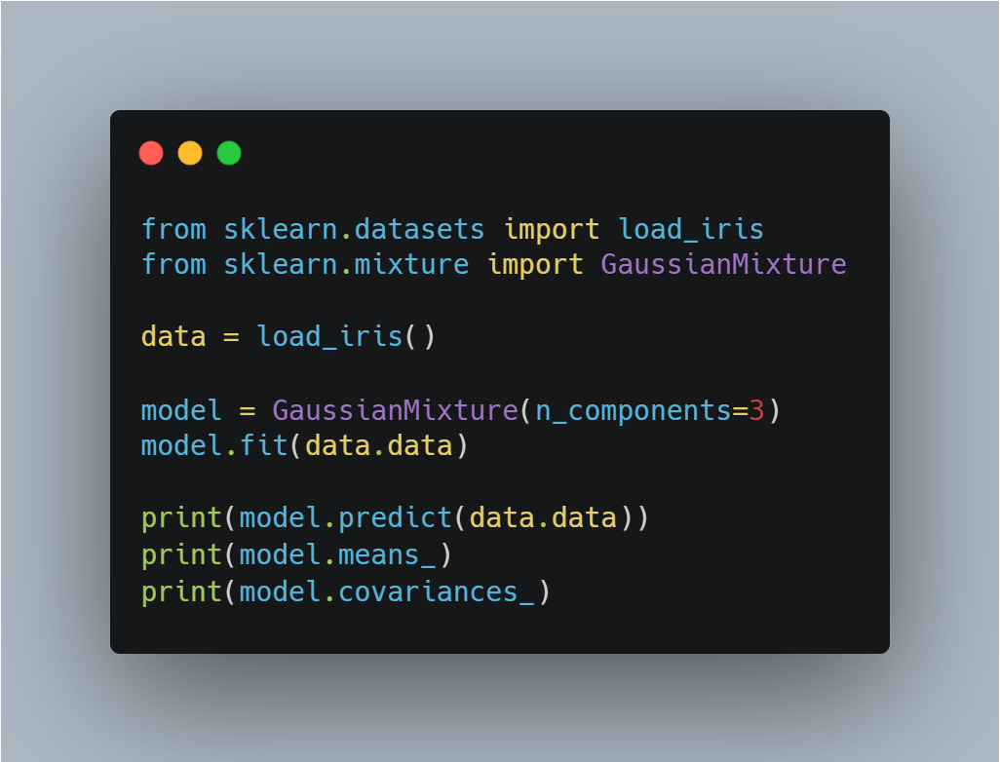 from sklearn.datasets import load_iris
from sklearn.mixture import GaussianMixture
data = load_iris()
model = GaussianMixture(n_components=3)
model.fit(data.data)
print(model.predict(data.data))
print(model.means_)
print(model.covariances_)